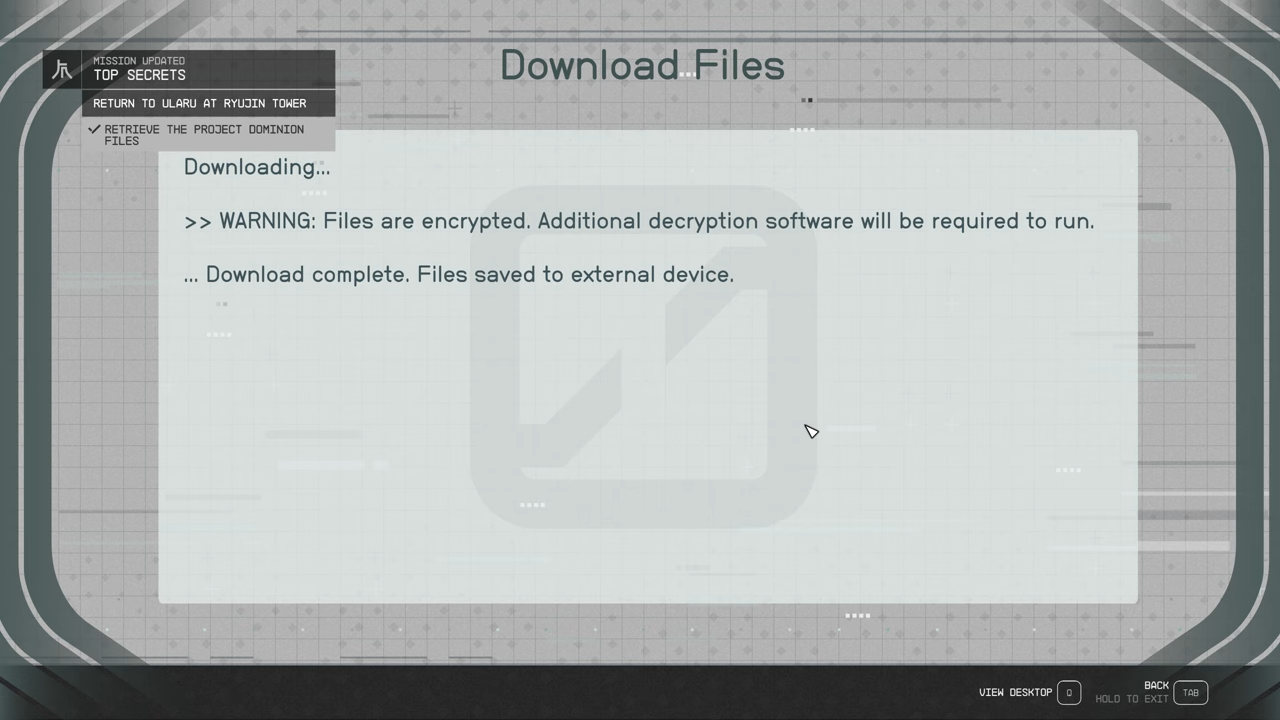 Download Files
MISSION UPDATED
TOP SECRETS
RETURN TO ULARU AT RYUJIN TOWER
RETRIEVE THE PROJECT DOMINION
FILES
Downloading...
>> WARNING: Files are encrypted. Additional decryption software will be required to run.
... Download complete. Files saved to external device.
VIEW DESKTOP Q
BACK
HOLD TO EXIT TAB